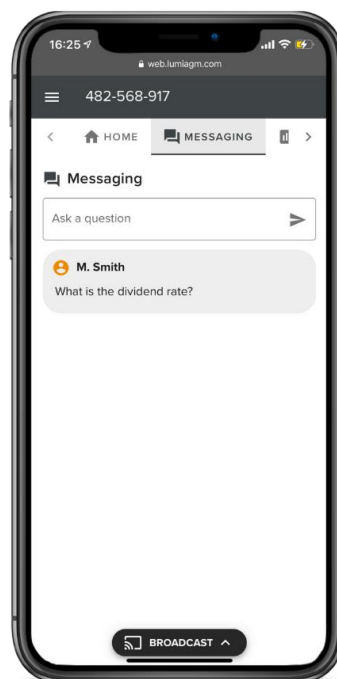 16:25
web.lumiagm.com
482-568-917
HOME
MESSAGING
Messaging
Ask a question
M. Smith
What is the dividend rate?
BROADCAST